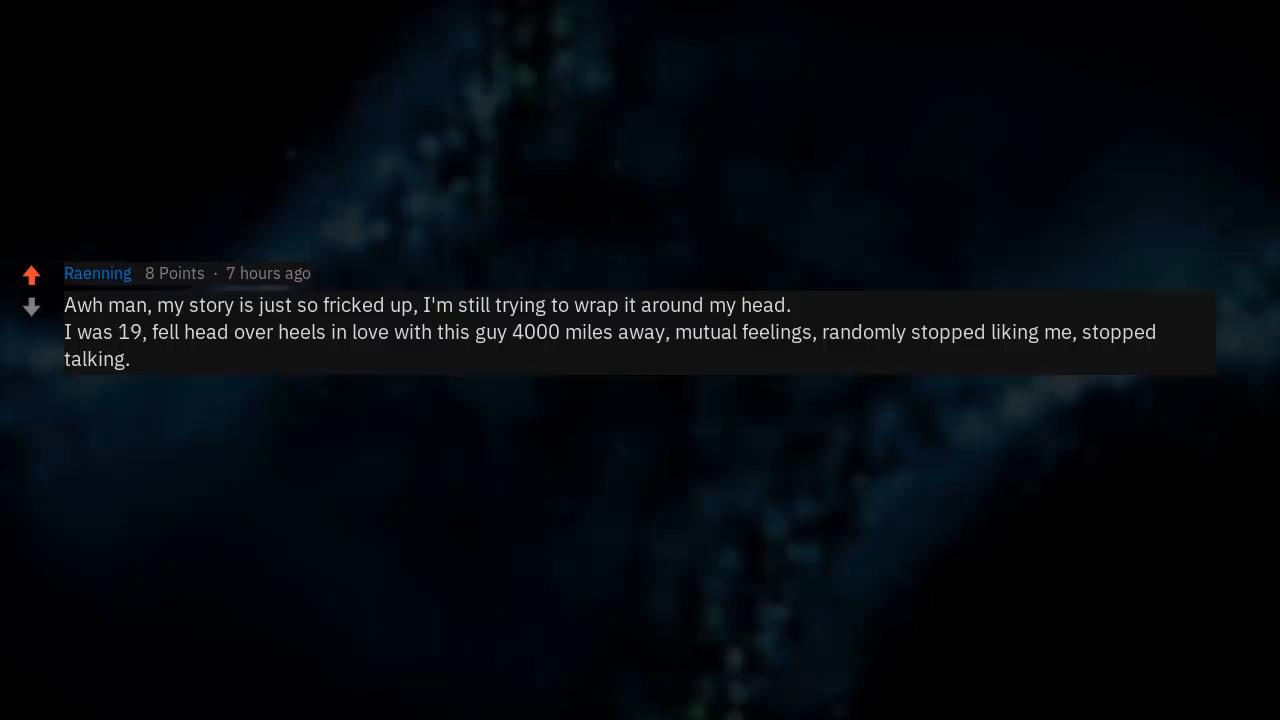 Raenning 8 Points · 7 hours ago
Awh man, my story is just so fricked up, I'm still trying to wrap it around my head.
I was 19, fell head over heels in love with this guy 4000 miles away, mutual feelings, randomly stopped liking me, stopped
talking.